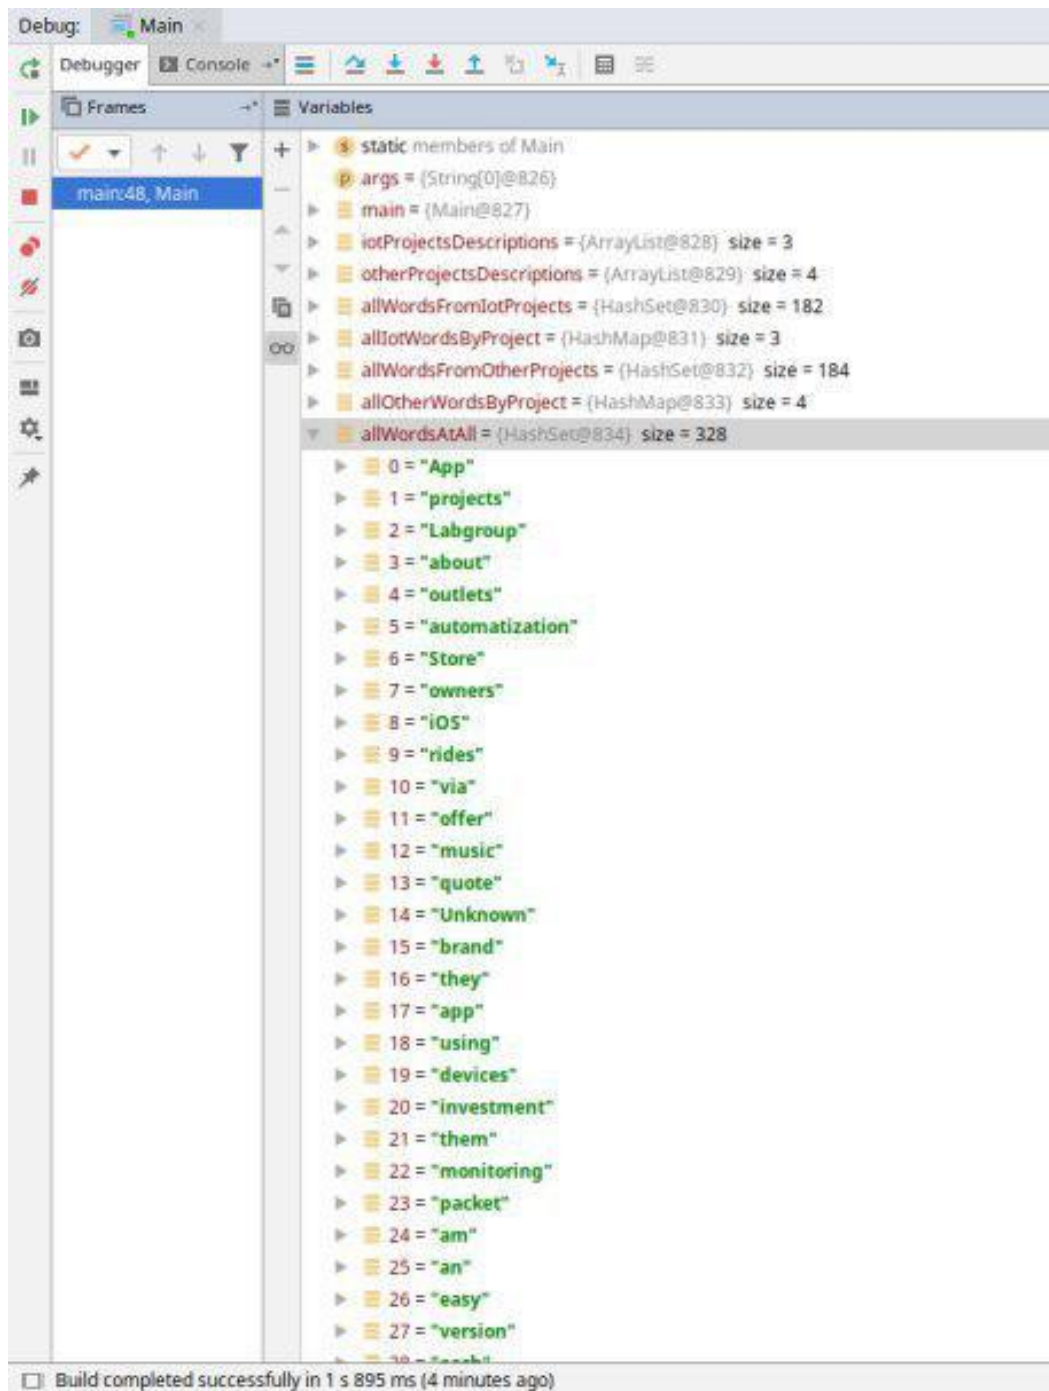 Debug: Main
Debugger Console
Frames Variables
static members of Main
args = {String[0]@826}
main:48, Main
main = {Main@827}
iotProjectsDescriptions = {ArrayList@828} size = 3
otherProjectsDescriptions = {ArrayList@829} size = 4
allWordsFromIotProjects = {HashSet@830} size = 182
allIotWordsByProject = {HashMap@831} size = 3
allWordsFromOtherProjects = {HashSet@832} size = 184
allOtherWordsByProject = {HashMap@833} size = 4
allWordsAtAll = {HashSet@834} size = 328
0 = "App"
1 = "projects"
2 = "Labgroup"
3 = "about"
4 = "outlets"
5 = "automatization"
6 = "Store"
7 = "owners"
8 = "iOS"
9 = "rides"
10 = "via"
11 = "offer"
12 = "music"
13 = "quote"
14 = "Unknown"
15 = "brand"
16 = "they"
17 = "app"
18 = "using"
19 = "devices"
20 = "investment"
21 = "them"
22 = "monitoring"
23 = "packet"
24 = "am"
25 = "an"
26 = "easy"
27 = "version"
Build completed successfully in 1 s 895 ms (4 minutes ago)